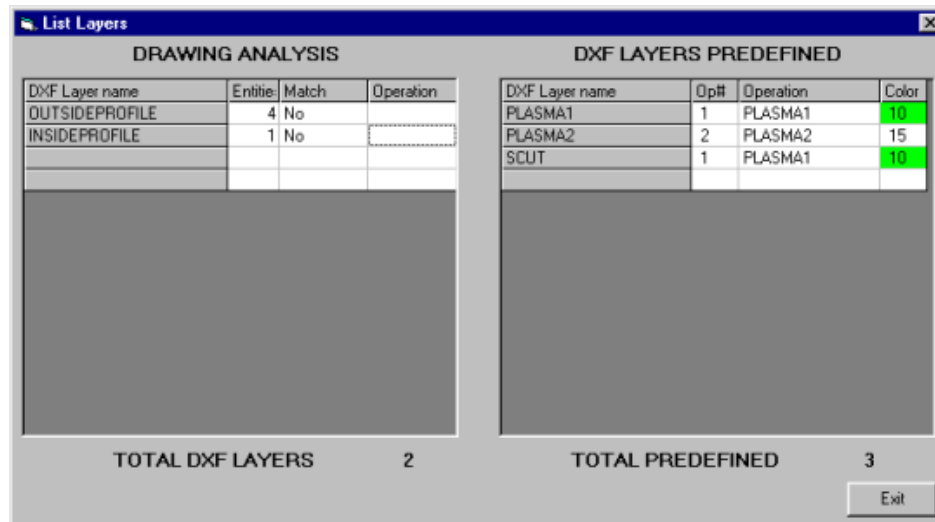 List Layers
DRAWING ANALYSIS
DXF Layer name Entitie: Match Operation
OUTSIDEPROFILE 4 No
INSIDEPROFILE 1 No
TOTAL DXF LAYERS 2
DXF LAYERS PREDEFINED
DXF Layer name Op# Operation Color
PLASMA1 1 PLASMA1 10
PLASMA2 2 PLASMA2 15
SCUT 1 PLASMA1 10
TOTAL PREDEFINED 3
Exit